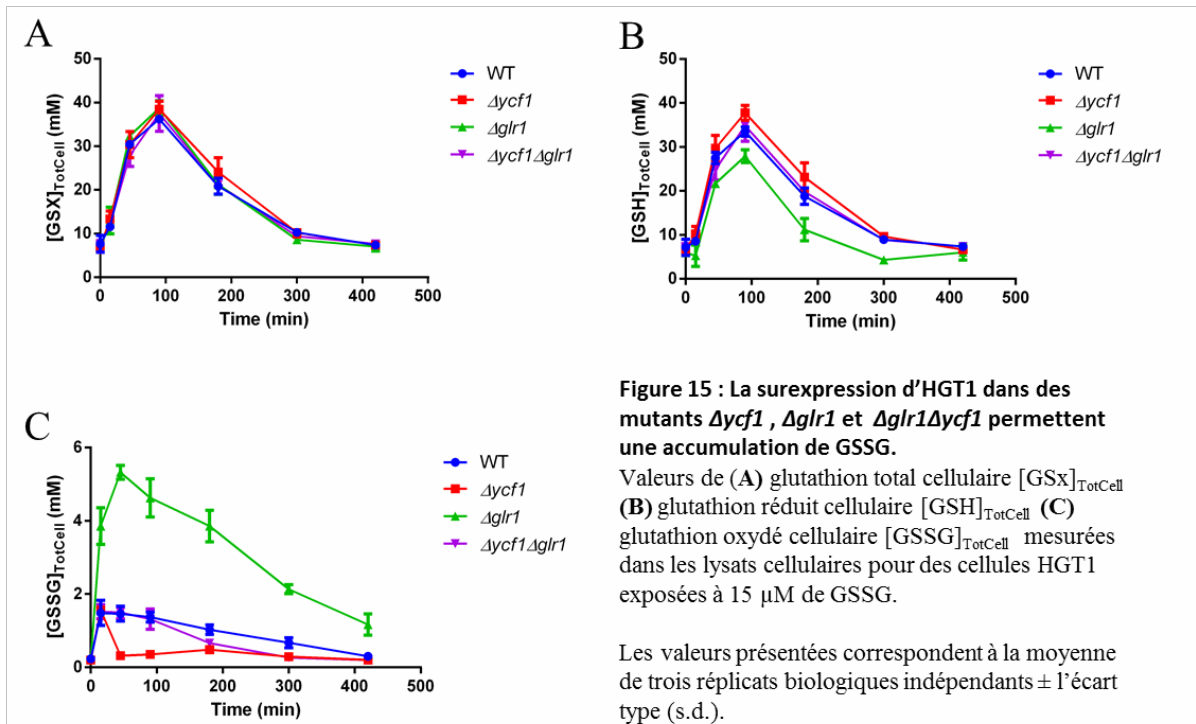 A
[GSX]TotCell (mM)
50
40
30
20
10
0
0
100
200
300
400
500
Time (min)
WT
Δycf1
Δglr1
Δycf1Δglr1
B
[GSH]TotCell (mM)
50
40
30
20
10
0
0
100
200
300
400
500
Time (min)
WT
Δycf1
Δglr1
Δycf1Δglr1
C
[GSSG]TotCell (mM)
6
4
2
0
0
100
200
300
400
500
Time (min)
WT
Δycf1
Δglr1
Δycf1Δglr1
Figure 15 : La surexpression d’HGT1 dans des
mutants Δycf1 , Δglr1 et Δglr1Δycf1 permettent
une accumulation de GSSG.
Valeurs de (A) glutathion total cellulaire [GSx]TotCell
(B) glutathion réduit cellulaire [GSH]TotCell (C)
glutathion oxydé cellulaire [GSSG]TotCell mesurées
dans les lysats cellulaires pour des cellules HGT1
exposées à 15 µM de GSSG.
Les valeurs présentées correspondent à la moyenne
de trois réplicats biologiques indépendants ± l’écart
type (s.d.).